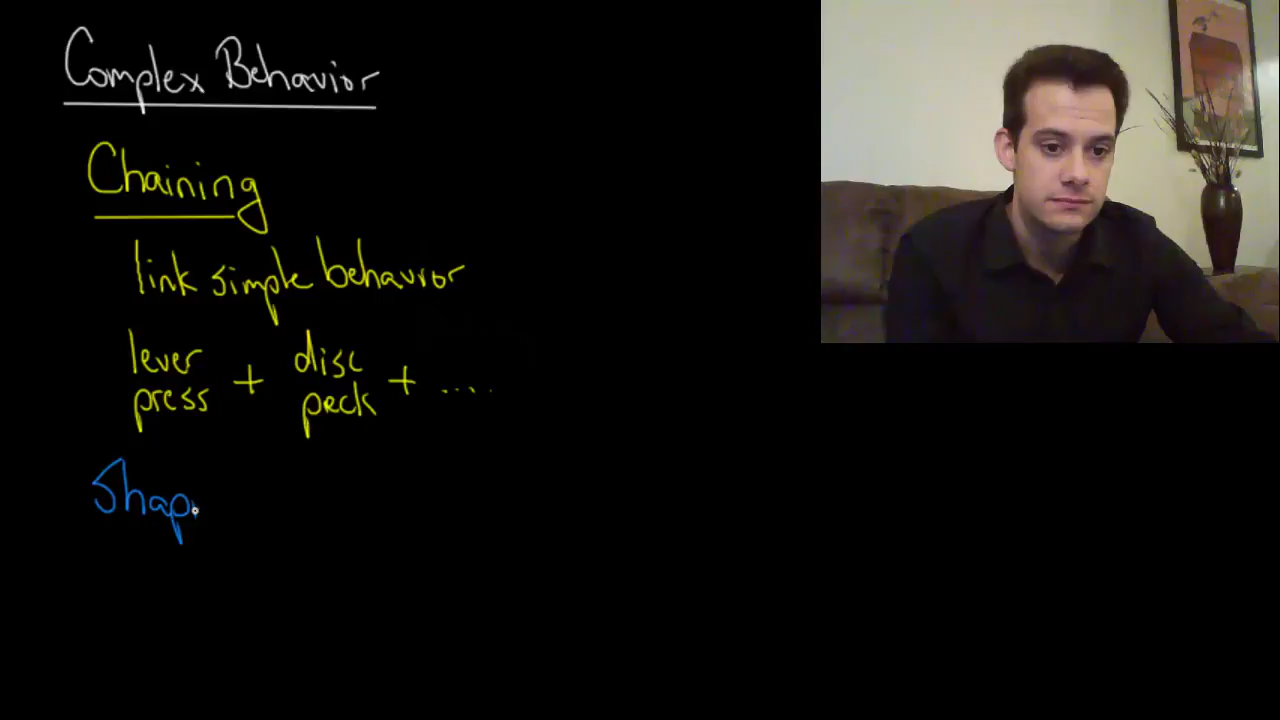 Complex Behavior
Chaining
link simple behavior
lever press + disc peck + ....
Shap